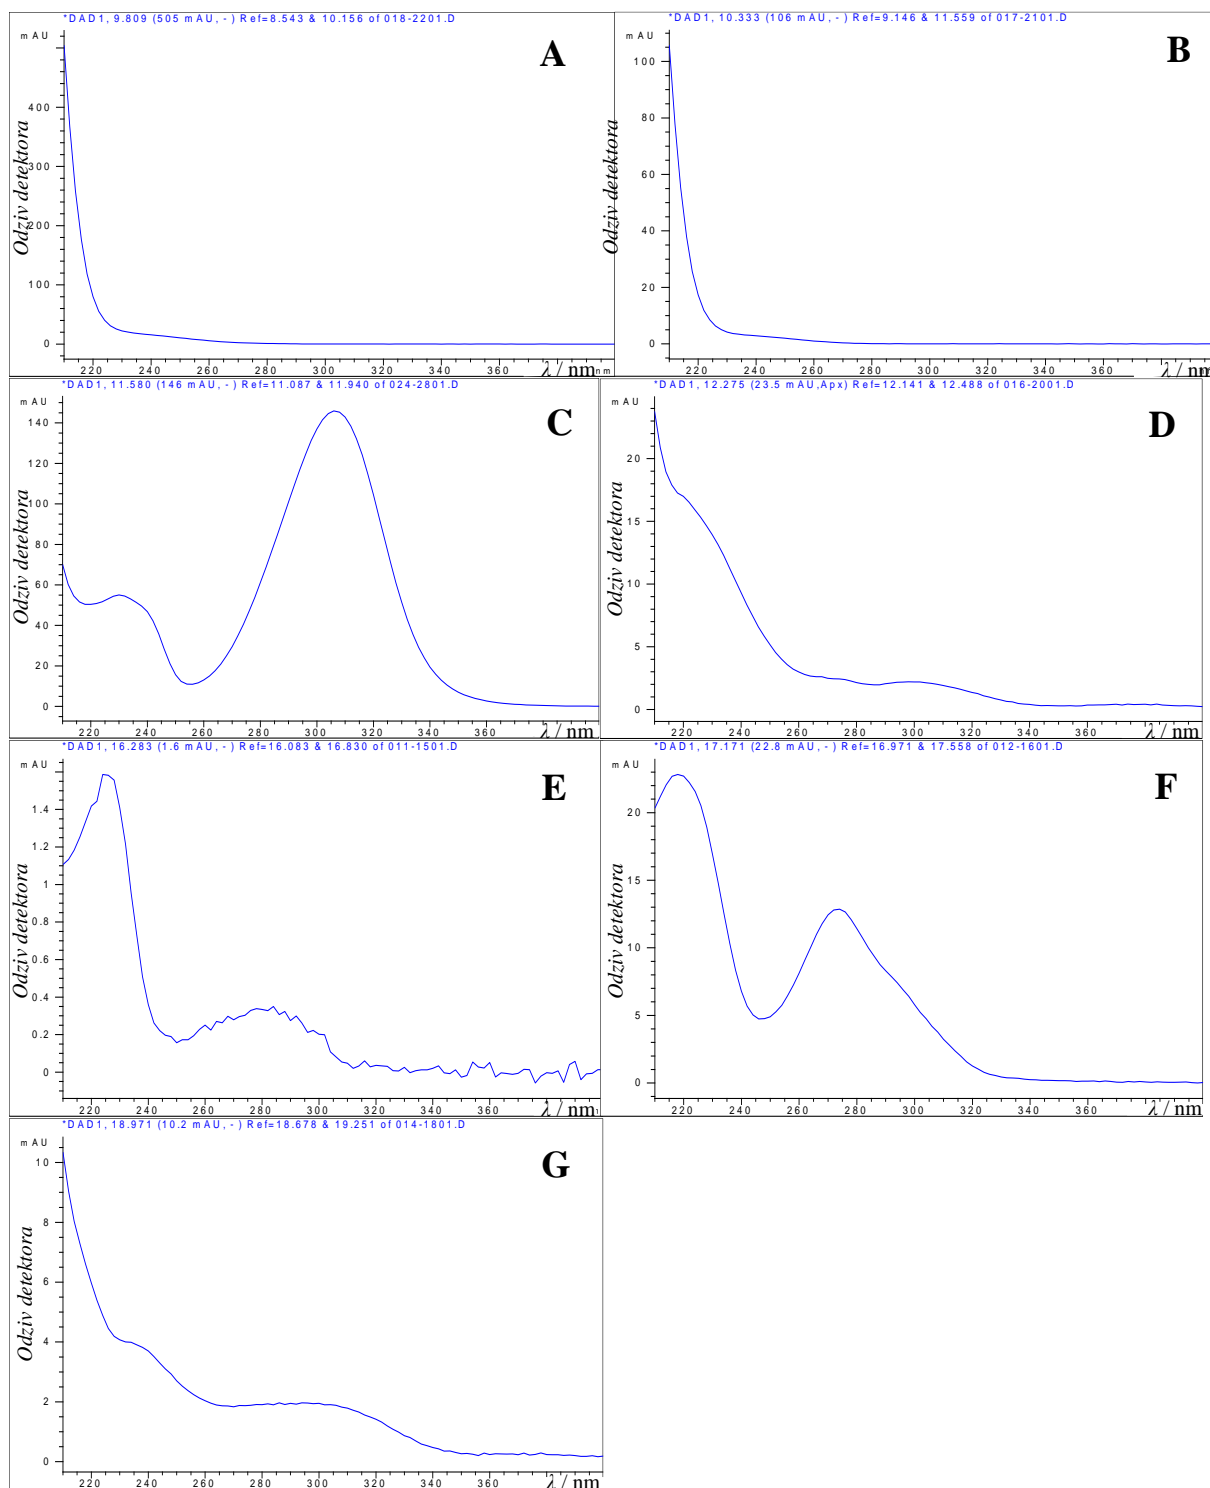 *DAD1, 9.809 (505 mAU, - ) Ref=8.543 & 10.156 of 018-2201.D
mAU
A
400
300
200
100
0
Odziv detektora
220 240 260 280 300 320 340 360
λ / nm
*DAD1, 10.333 (106 mAU, - ) Ref=9.146 & 11.559 of 017-2101.D
mAU
B
100
80
60
40
20
0
Odziv detektora
220 240 260 280 300 320 340 360
λ / nm
*DAD1, 11.580 (146 mAU, - ) Ref=11.087 & 11.940 of 024-2801.D
mAU
C
140
120
100
80
60
40
20
0
Odziv detektora
220 240 260 280 300 320 340 360
λ / nm
*DAD1, 12.275 (23.5 mAU,Apx) Ref=12.141 & 12.488 of 016-2001.D
mAU
D
20
15
10
5
0
Odziv detektora
220 240 260 280 300 320 340 360
λ / nm
*DAD1, 16.283 (1.6 mAU, - ) Ref=16.083 & 16.830 of 011-1501.D
mAU
E
1.4
1.2
1
0.8
0.6
0.4
0.2
0
Odziv detektora
220 240 260 280 300 320 340 360
λ / nm
*DAD1, 17.171 (22.8 mAU, - ) Ref=16.971 & 17.558 of 012-1601.D
mAU
F
20
15
10
5
0
Odziv detektora
220 240 260 280 300 320 340 360
λ / nm
*DAD1, 18.971 (10.2 mAU, - ) Ref=18.678 & 19.251 of 014-1801.D
mAU
G
10
8
6
4
2
0
Odziv detektora
220 240 260 280 300 320 340 360
λ / nm